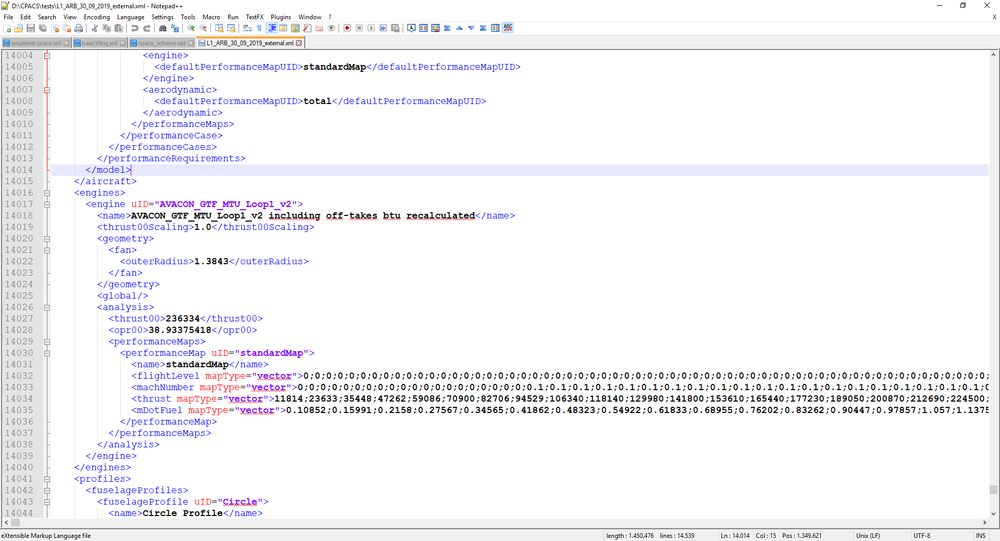 D:\CPACS\tests\L1_ARB_30_09_2019_external.xml - Notepad++
File Edit Search View Encoding Language Settings Tools Macro Run TextFX Plugins Window ? X
simpletest.cpacs.xml basicWing.xml cpacs_schema.xsd L1_ARB_30_09_2019_external.xml
14004 <engine>
14005 <defaultPerformanceMapUID>standardMap</defaultPerformanceMapUID>
14006 </engine>
14007 <aerodynamic>
14008 <defaultPerformanceMapUID>total</defaultPerformanceMapUID>
14009 </aerodynamic>
14010 </performanceMaps>
14011 </performanceCase>
14012 </performanceCases>
14013 </performanceRequirements>
14014 </model>
14015 </aircraft>
14016 <engines>
14017 <engine uID="AVACON_GTF_MTU_Loop1_v2">
14018 <name>AVACON_GTF_MTU_Loop1_v2 including off-takes btu recalculated</name>
14019 <thrust00Scaling>1.0</thrust00Scaling>
14020 <geometry>
14021 <fan>
14022 <outerRadius>1.3843</outerRadius>
14023 </fan>
14024 </geometry>
14025 <global/>
14026 <analysis>
14027 <thrust00>236334</thrust00>
14028 <opr00>38.93375418</opr00>
14029 <performanceMaps>
14030 <performanceMap uID="standardMap">
14031 <name>standardMap</name>
14032 <flightLevel mapType="vector">0;0;0;0;0;0;0;0;0;0;0;0;0;0;0;0;0;0;0;0;0;0;0;0;0;0;0;0;0;0;0;0;0;0;0;0;0;0;0;0;0;0;0;0;0;0;0;0;0;0;0;0;0;0;0;0;0;0;0;0;
14033 <machNumber mapType="vector">0;0;0;0;0;0;0;0;0;0;0;0;0;0;0;0;0;0;0;0;0.1;0.1;0.1;0.1;0.1;0.1;0.1;0.1;0.1;0.1;0.1;0.1;0.1;0.1;0.1;0.1;0.1;0.1;0.1;0.1;0
14034 <thrust mapType="vector">11814;23633;35448;47262;59086;70900;82706;94529;106340;118140;129980;141800;153610;165440;177230;189050;200870;212690;224500;
14035 <mDotFuel mapType="vector">0.10852;0.15991;0.2158;0.27567;0.34565;0.41862;0.48323;0.54922;0.61833;0.68955;0.76202;0.83262;0.90447;0.97857;1.057;1.1375
14036 </performanceMap>
14037 </performanceMaps>
14038 </analysis>
14039 </engine>
14040 </engines>
14041 <profiles>
14042 <fuselageProfiles>
14043 <fuselageProfile uID="Circle">
14044 <name>Circle Profile</name>
eXtensible Markup Language file length : 1.450.476 lines : 14.539 Ln : 14.014 Col : 15 Pos : 1.349.621 Unix (LF) UTF-8 INS